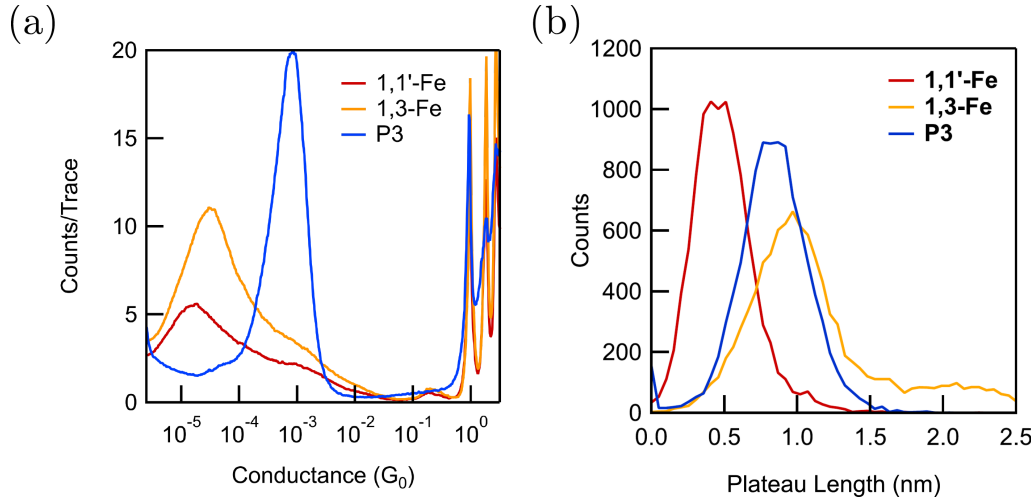 (a)
20
15
10
5
0
Counts/Trace
1,1'-Fe
1,3-Fe
P3
10⁻⁵ 10⁻⁴ 10⁻³ 10⁻² 10⁻¹ 10⁰
Conductance (G₀)
(b)
1200
1000
800
600
400
200
0
Counts
1,1'-Fe
1,3-Fe
P3
0.0 0.5 1.0 1.5 2.0 2.5
Plateau Length (nm)